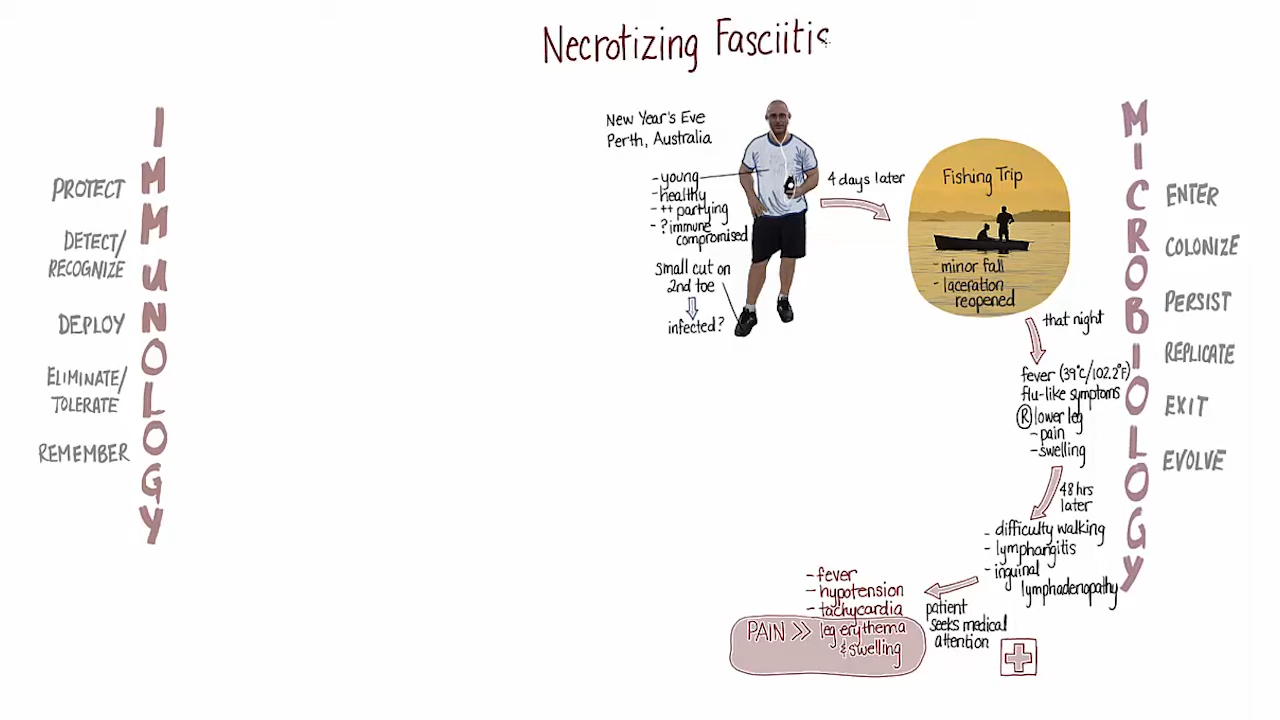 Necrotizing Fasciitis
IMMUNOLOGY
PROTECT
DETECT/
RECOGNIZE
DEPLOY
ELIMINATE/
TOLERATE
REMEMBER
New Year's Eve
Perth, Australia
- young
- healthy
- ++ partying
- ? immune
compromised
small cut on
2nd toe
infected?
4 days later
Fishing Trip
- minor fall
- laceration
reopened
that night
fever (39°C/102.2°F)
flu-like symptoms
R lower leg
- pain
- swelling
48 hrs
later
- difficulty walking
- lymphangitis
- inguinal
lymphadenopathy
patient
seeks medical
attention
- fever
- hypotension
- tachycardia
PAIN >> leg erythema
& swelling
MICROBIOLOGY
ENTER
COLONIZE
PERSIST
REPLICATE
EXIT
EVOLVE